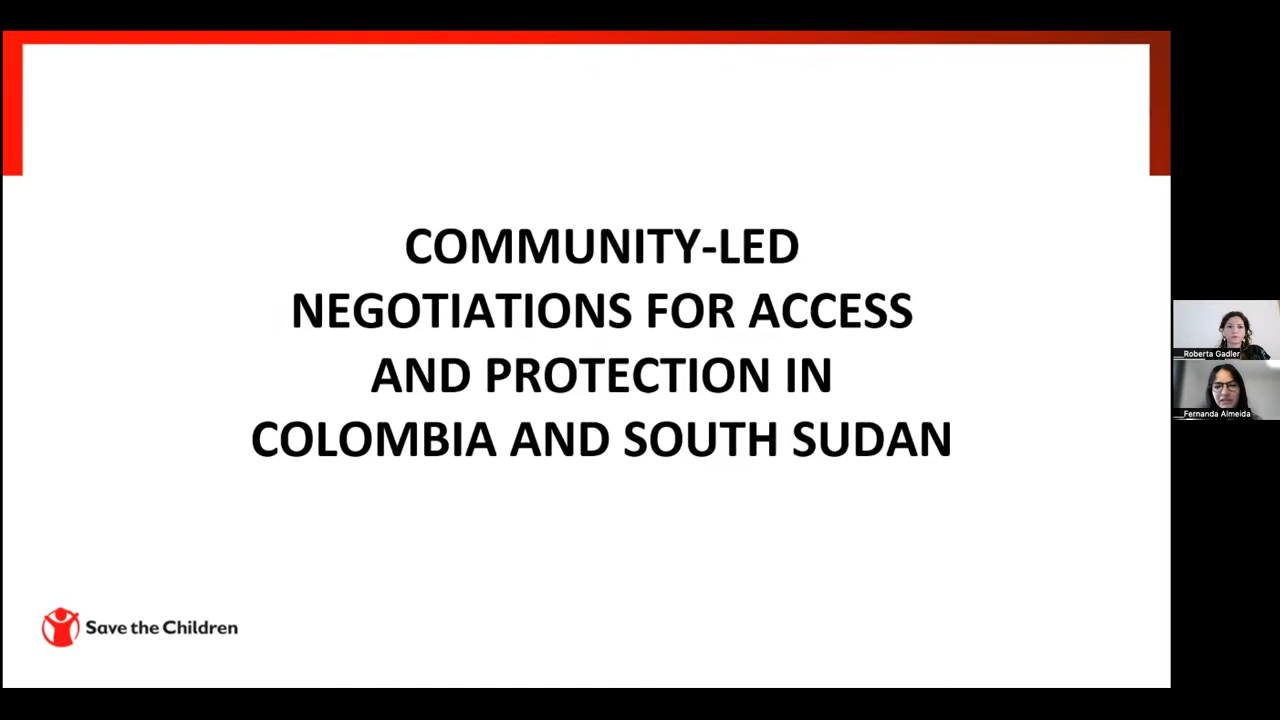 COMMUNITY-LED
NEGOTIATIONS FOR ACCESS
AND PROTECTION IN
COLOMBIA AND SOUTH SUDAN
Save the Children
Roberta Gadler
Fernanda Almeida